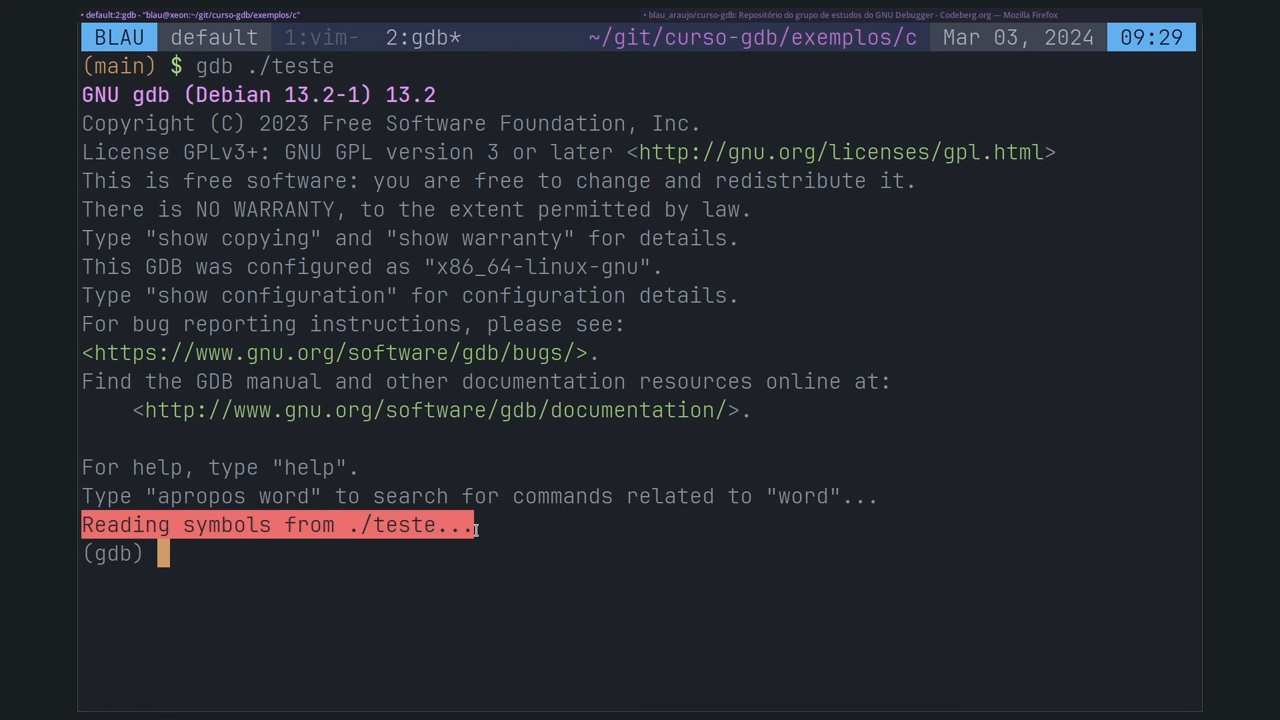 • default:2:gdb - "blau@xeon:~/git/curso-gdb/exemplos/c"
• blau_araujo/curso-gdb: Repositório do grupo de estudos do GNU Debugger - Codeberg.org — Mozilla Firefox
BLAU default 1:vim- 2:gdb* ~/git/curso-gdb/exemplos/c Mar 03, 2024 09:29
(main) $ gdb ./teste
GNU gdb (Debian 13.2-1) 13.2
Copyright (C) 2023 Free Software Foundation, Inc.
License GPLv3+: GNU GPL version 3 or later <http://gnu.org/licenses/gpl.html>
This is free software: you are free to change and redistribute it.
There is NO WARRANTY, to the extent permitted by law.
Type "show copying" and "show warranty" for details.
This GDB was configured as "x86_64-linux-gnu".
Type "show configuration" for configuration details.
For bug reporting instructions, please see:
<https://www.gnu.org/software/gdb/bugs/>.
Find the GDB manual and other documentation resources online at:
    <http://www.gnu.org/software/gdb/documentation/>.
For help, type "help".
Type "apropos word" to search for commands related to "word"...
Reading symbols from ./teste...
(gdb)